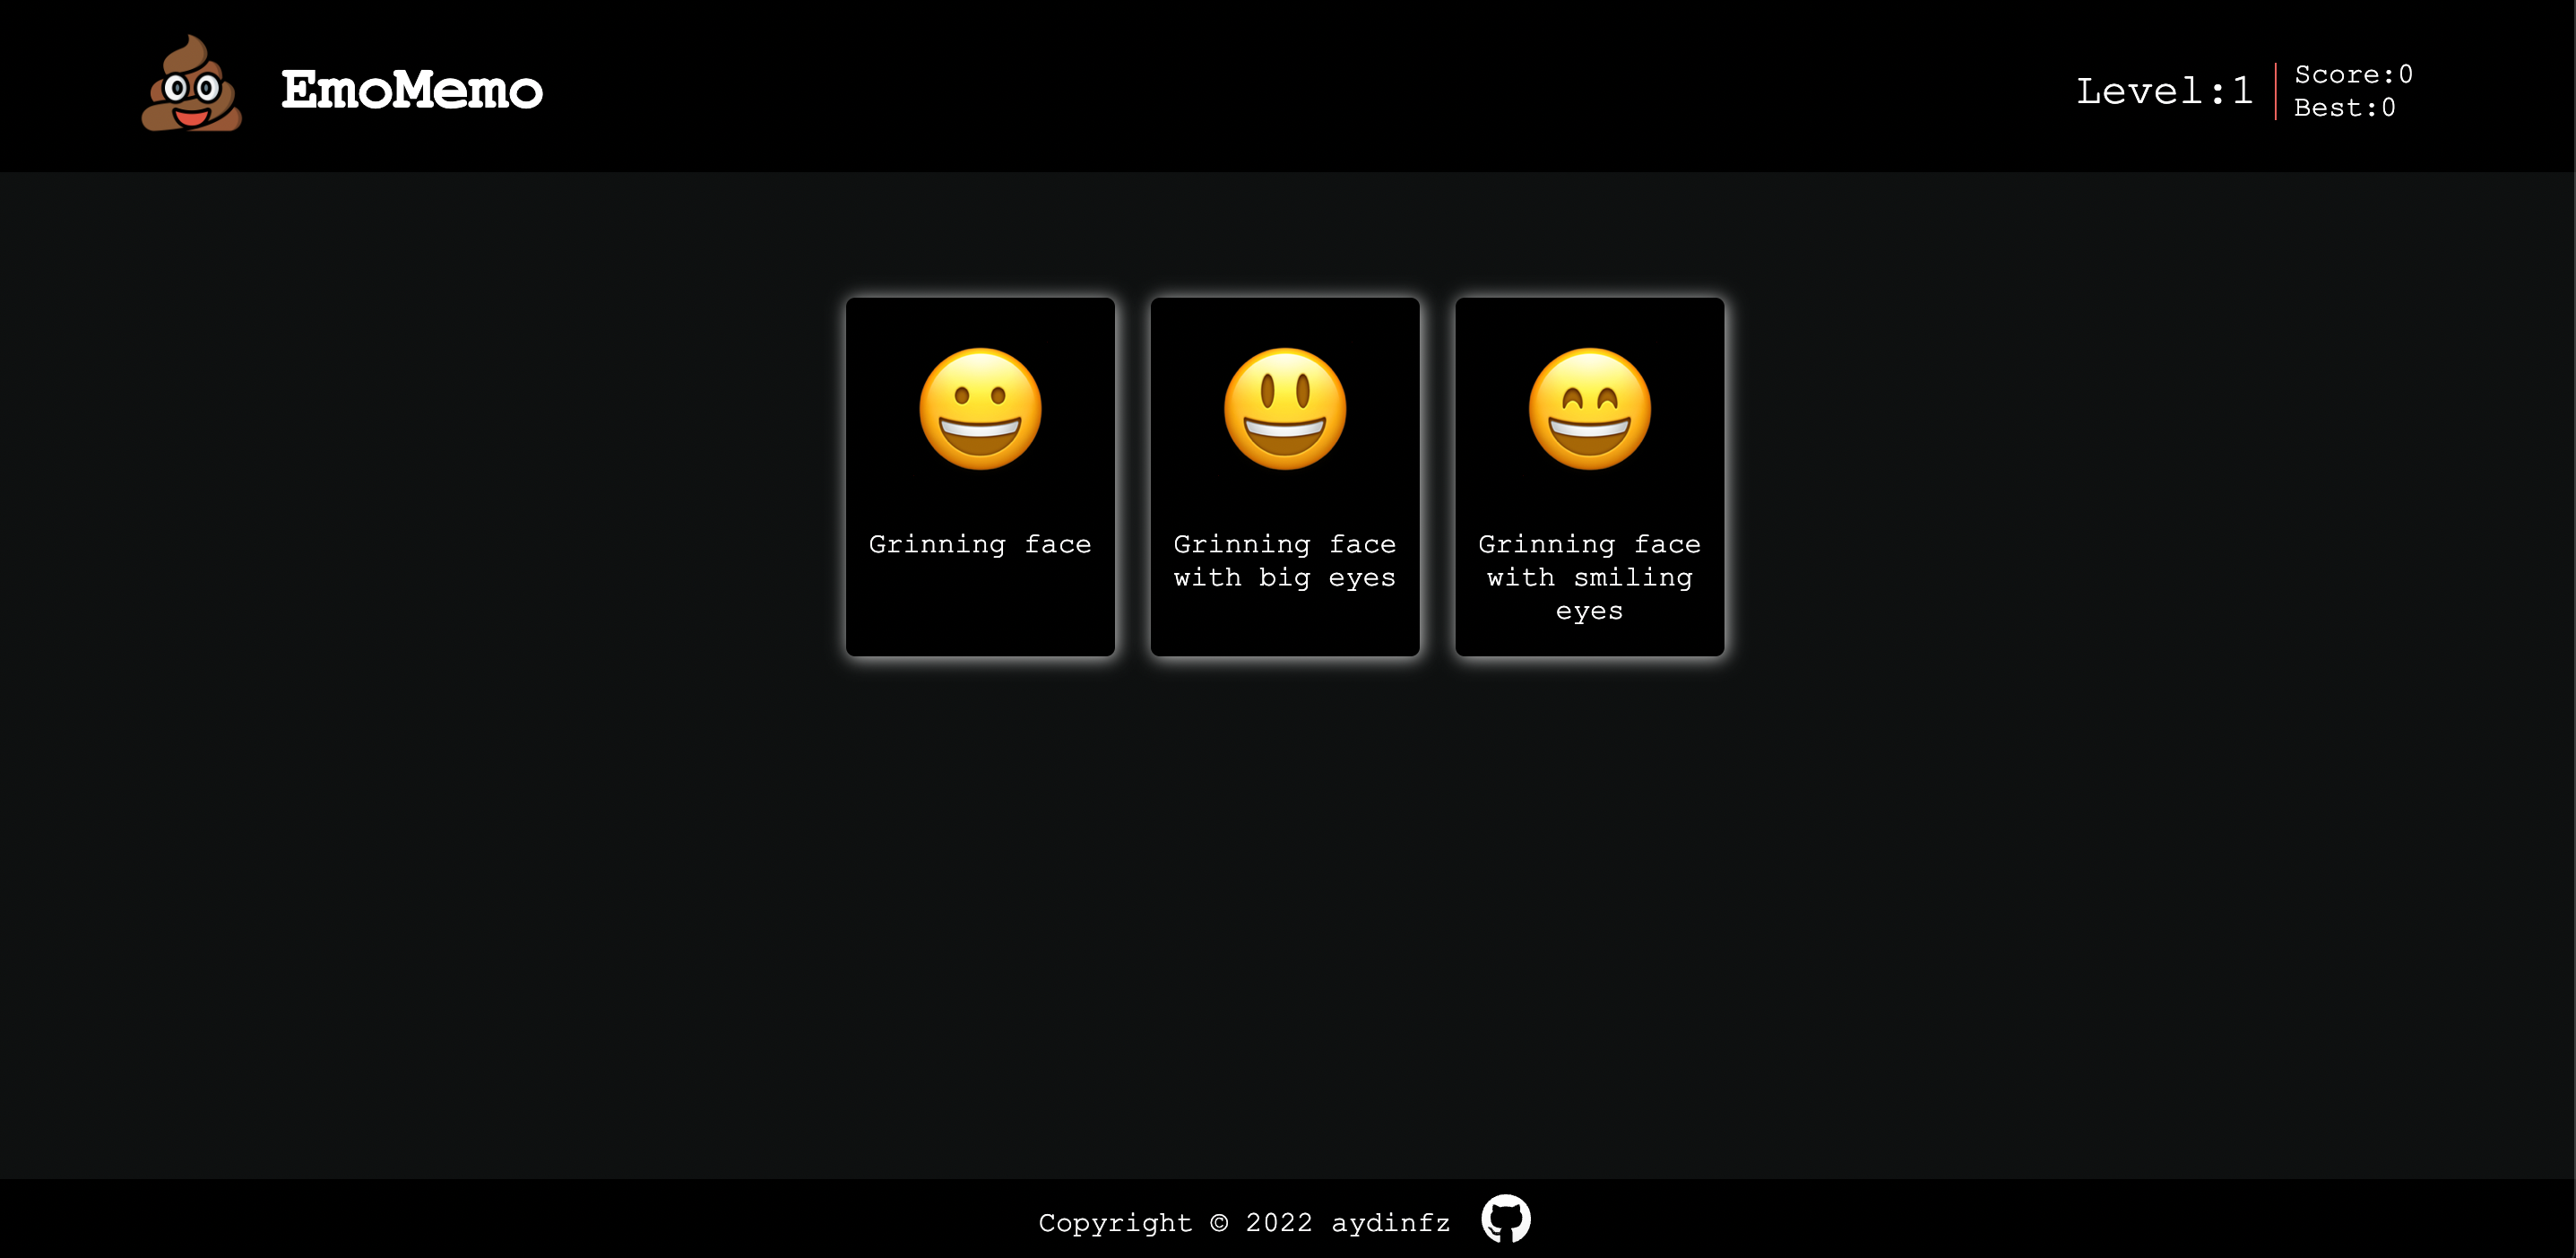 EmoMemo
Level:1
Score:0
Best:0
Grinning face
Grinning face
with big eyes
Grinning face
with smiling
eyes
Copyright © 2022 aydinfz